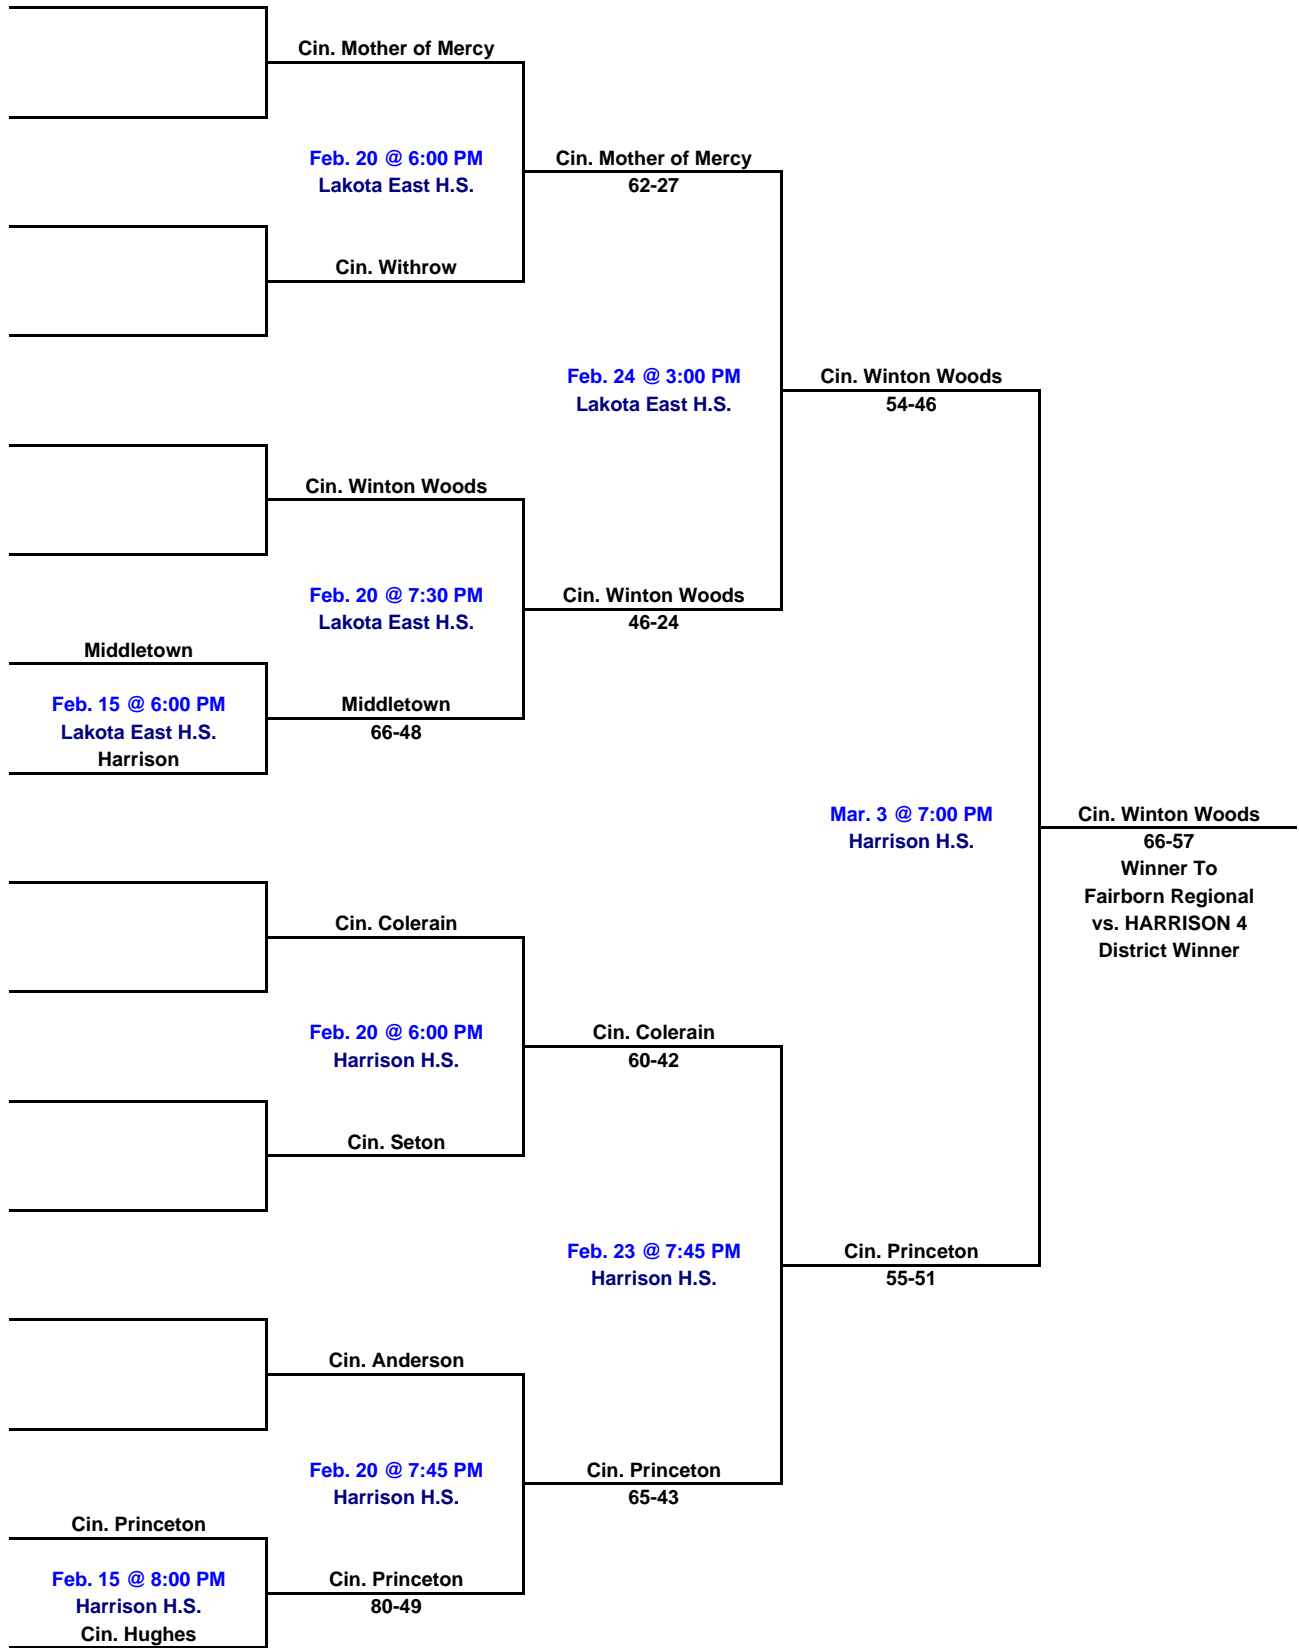 Cin. Mother of Mercy
Feb. 20 @ 6:00 PM
Lakota East H.S.
Cin. Mother of Mercy
62-27
Cin. Withrow
Feb. 24 @ 3:00 PM
Lakota East H.S.
Cin. Winton Woods
54-46
Cin. Winton Woods
Feb. 20 @ 7:30 PM
Lakota East H.S.
Cin. Winton Woods
46-24
Middletown
Feb. 15 @ 6:00 PM
Lakota East H.S.
Harrison
Middletown
66-48
Mar. 3 @ 7:00 PM
Harrison H.S.
Cin. Winton Woods
66-57
Winner To
Fairborn Regional
vs. HARRISON 4
District Winner
Cin. Colerain
Feb. 20 @ 6:00 PM
Harrison H.S.
Cin. Colerain
60-42
Cin. Seton
Feb. 23 @ 7:45 PM
Harrison H.S.
Cin. Princeton
55-51
Cin. Anderson
Feb. 20 @ 7:45 PM
Harrison H.S.
Cin. Princeton
65-43
Cin. Princeton
Feb. 15 @ 8:00 PM
Harrison H.S.
Cin. Hughes
Cin. Princeton
80-49